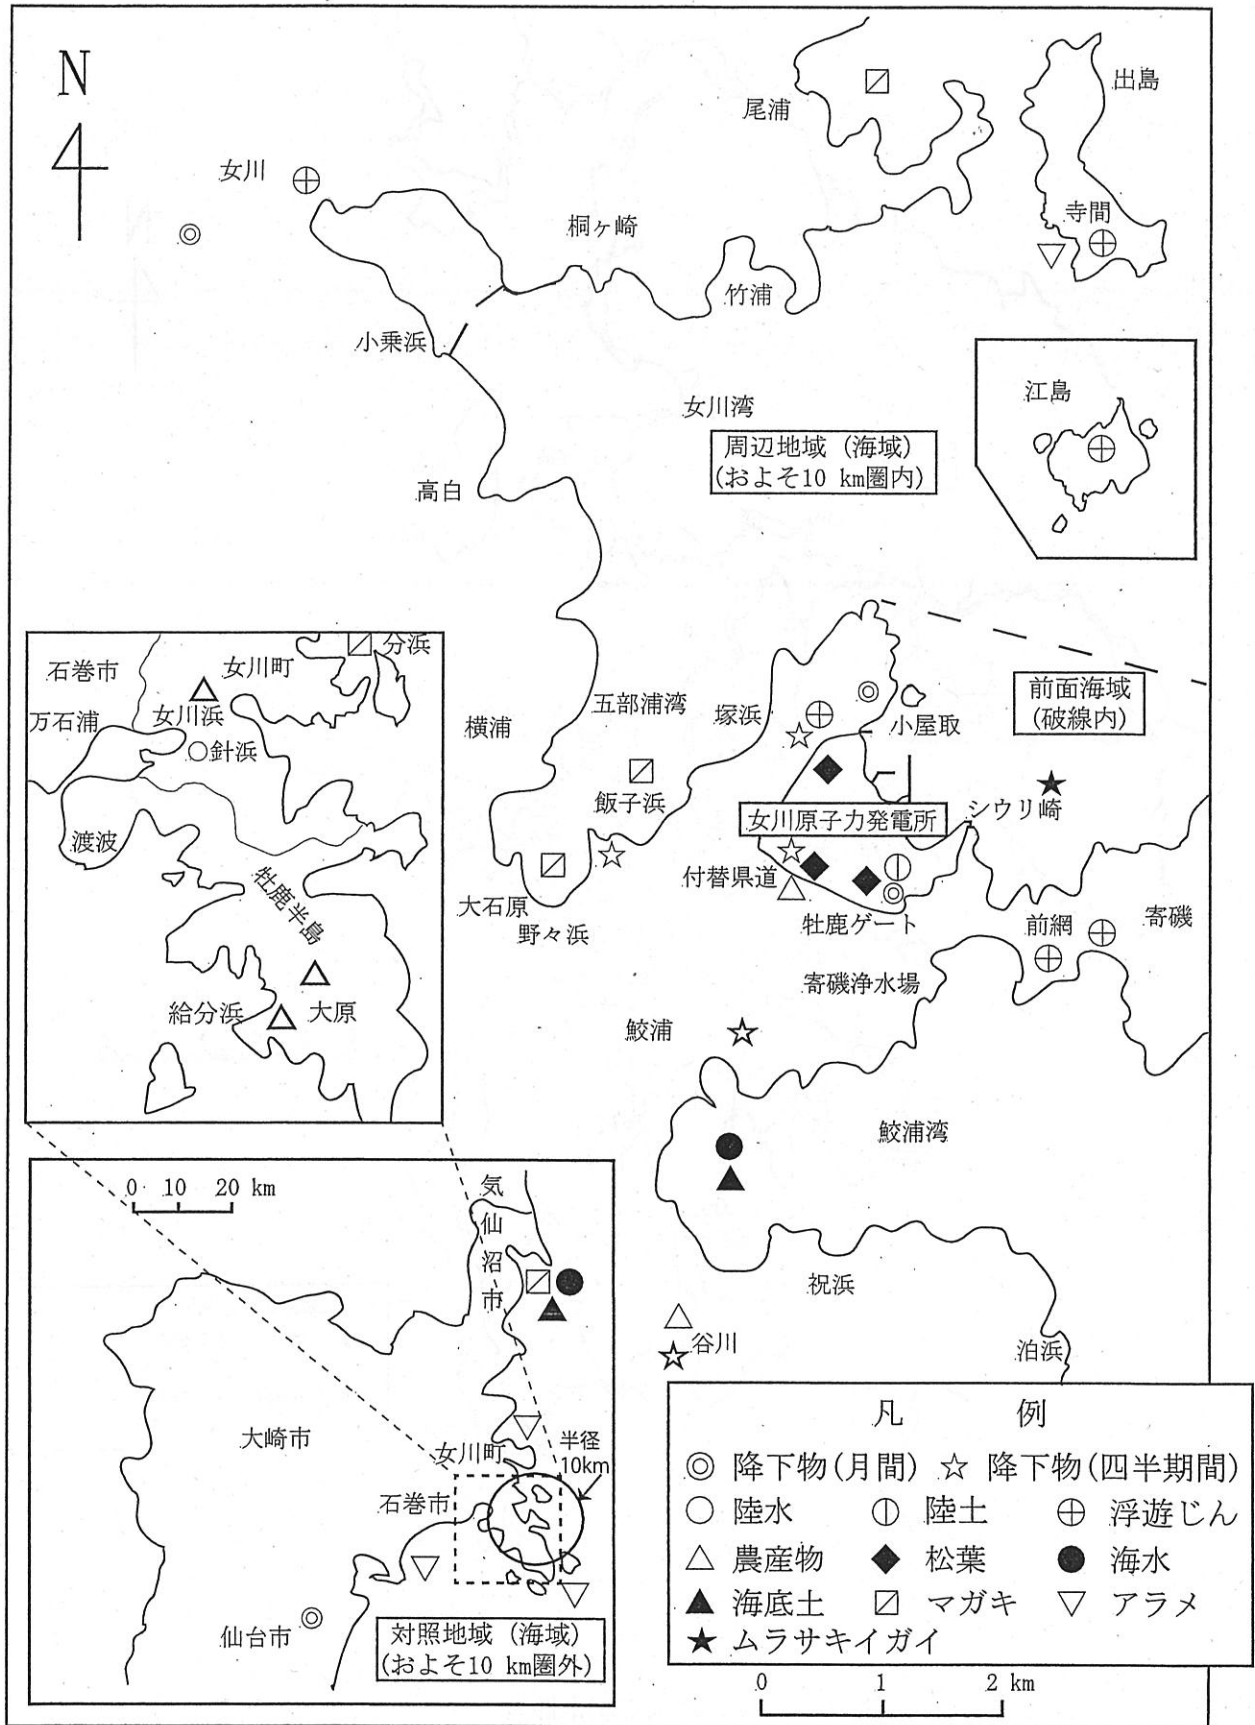 N
尾浦
出島
女川
寺間
桐ヶ崎
竹浦
小乗浜
江島
女川湾
周辺地域（海域）
(およそ10 km圏内)
高白
分浜
石巻市
女川町
万石浦
女川浜
針浜
渡波
牡鹿半島
給分浜
大原
横浦
五部浦湾
塚浜
小屋取
前面海域
(破線内)
飯子浜
シウリ崎
女川原子力発電所
付替県道
大石原
野々浜
牡鹿ゲート
前網
寄磯
寄磯浄水場
鮫浦
鮫浦湾
祝浜
谷川
泊浜
0 10 20 km
気仙沼市
大崎市
女川町
半径
10km
石巻市
仙台市
対照地域（海域）
(およそ10 km圏外)
凡 例
◎ 降下物(月間) ☆ 降下物(四半期間)
○ 陸水 ⦶ 陸土 ⊕ 浮遊じん
△ 農産物 ◆ 松葉 ● 海水
▲ 海底土 ⧄ マガキ ▽ アラメ
★ ムラサキイガイ
0 1 2 km